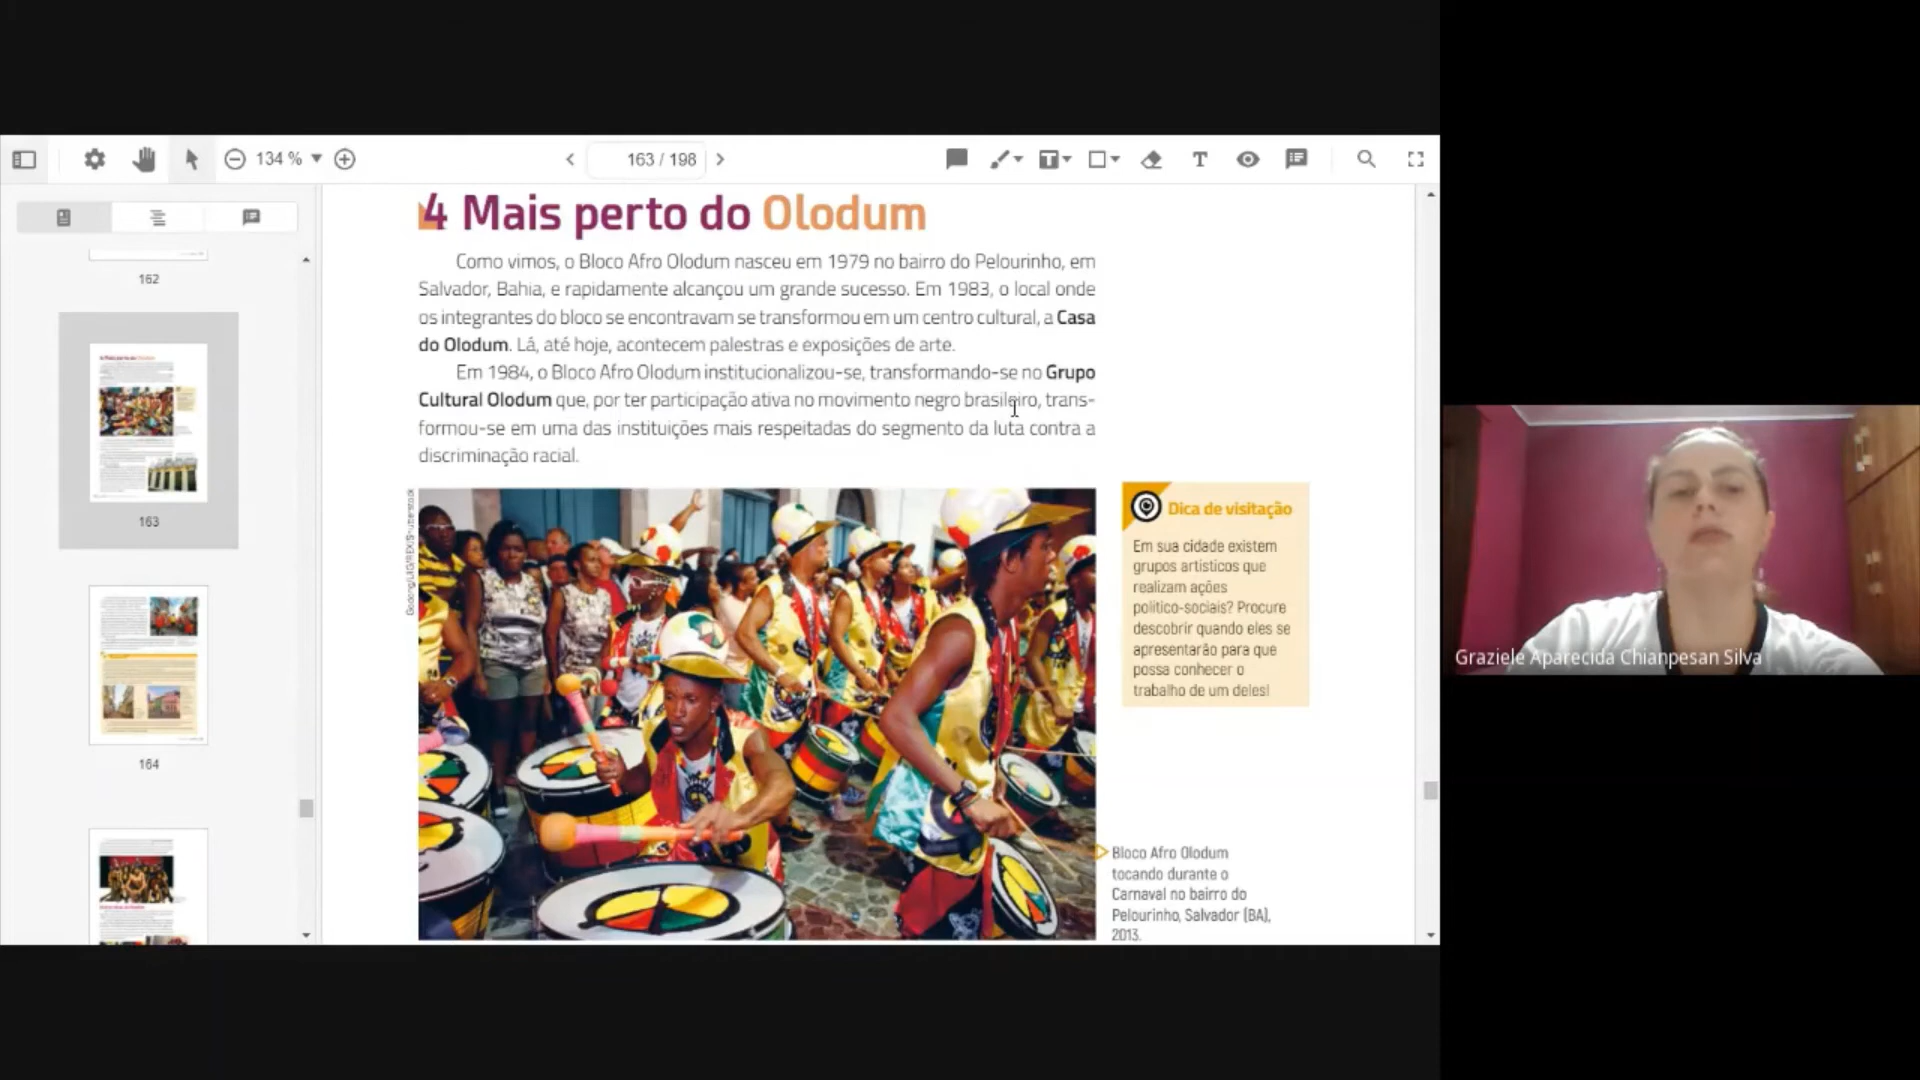 134 %
163 / 198
4 Mais perto do Olodum
Como vimos, o Bloco Afro Olodum nasceu em 1979 no bairro do Pelourinho, em
Salvador, Bahia, e rapidamente alcançou um grande sucesso. Em 1983, o local onde
os integrantes do bloco se encontravam se transformou em um centro cultural, a Casa
do Olodum. Lá, até hoje, acontecem palestras e exposições de arte.
Em 1984, o Bloco Afro Olodum institucionalizou-se, transformando-se no Grupo
Cultural Olodum que, por ter participação ativa no movimento negro brasileiro, trans-
formou-se em uma das instituições mais respeitadas do segmento da luta contra a
discriminação racial.
Dica de visitação
Em sua cidade existem
grupos artísticos que
realizam ações
político-sociais? Procure
descobrir quando eles se
apresentarão para que
possa conhecer o
trabalho de um deles!
Bloco Afro Olodum
tocando durante o
Carnaval no bairro do
Pelourinho, Salvador (BA),
2013.
162
163
164
Graziele Aparecida Chianpesan Silva